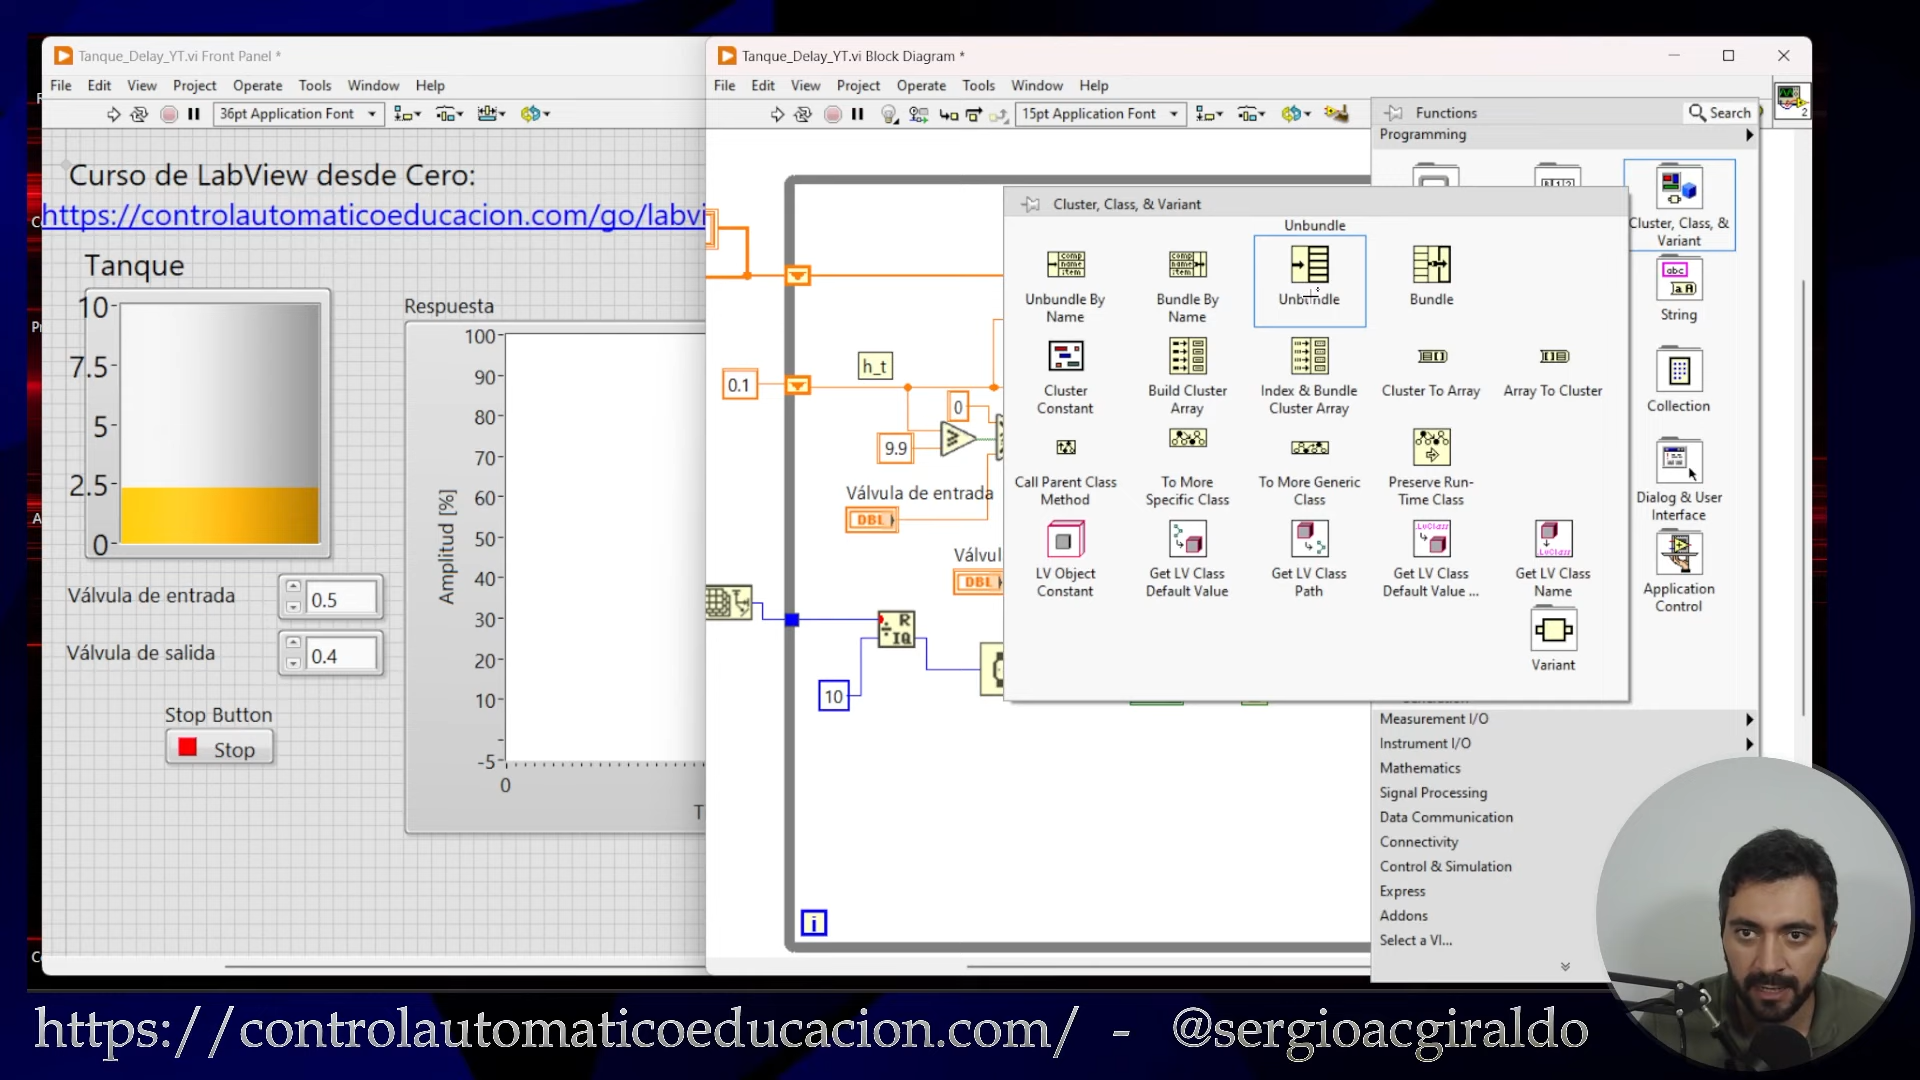 Tanque_Delay_YT.vi Front Panel *
File Edit View Project Operate Tools Window Help
36pt Application Font
Curso de LabView desde Cero:
https://controlautomaticoeducacion.com/go/labvi
Tanque
10
7.5
5
2.5
0
Válvula de entrada
0.5
Válvula de salida
0.4
Stop Button
Stop
Respuesta
Amplitud [%]
100
90
80
70
60
50
40
30
20
10
-5
0
Tanque_Delay_YT.vi Block Diagram *
File Edit View Project Operate Tools Window Help
15pt Application Font
2
0.1
h_t
0
9.9
Válvula de entrada
DBL
Válvul
DBL
R
IQ
10
i
Cluster, Class, & Variant
Unbundle
Unbundle By Name
Bundle By Name
Unbundle
Bundle
Cluster Constant
Build Cluster Array
Index & Bundle Cluster Array
Cluster To Array
Array To Cluster
Call Parent Class Method
To More Specific Class
To More Generic Class
Preserve Run-Time Class
LV Object Constant
Get LV Class Default Value
Get LV Class Path
Get LV Class Default Value ...
Get LV Class Name
Variant
Functions
Search
Programming
Cluster, Class, & Variant
String
Collection
Dialog & User Interface
Application Control
Measurement I/O
Instrument I/O
Mathematics
Signal Processing
Data Communication
Connectivity
Control & Simulation
Express
Addons
Select a VI...
https://controlautomaticoeducacion.com/ - @sergioacgiraldo